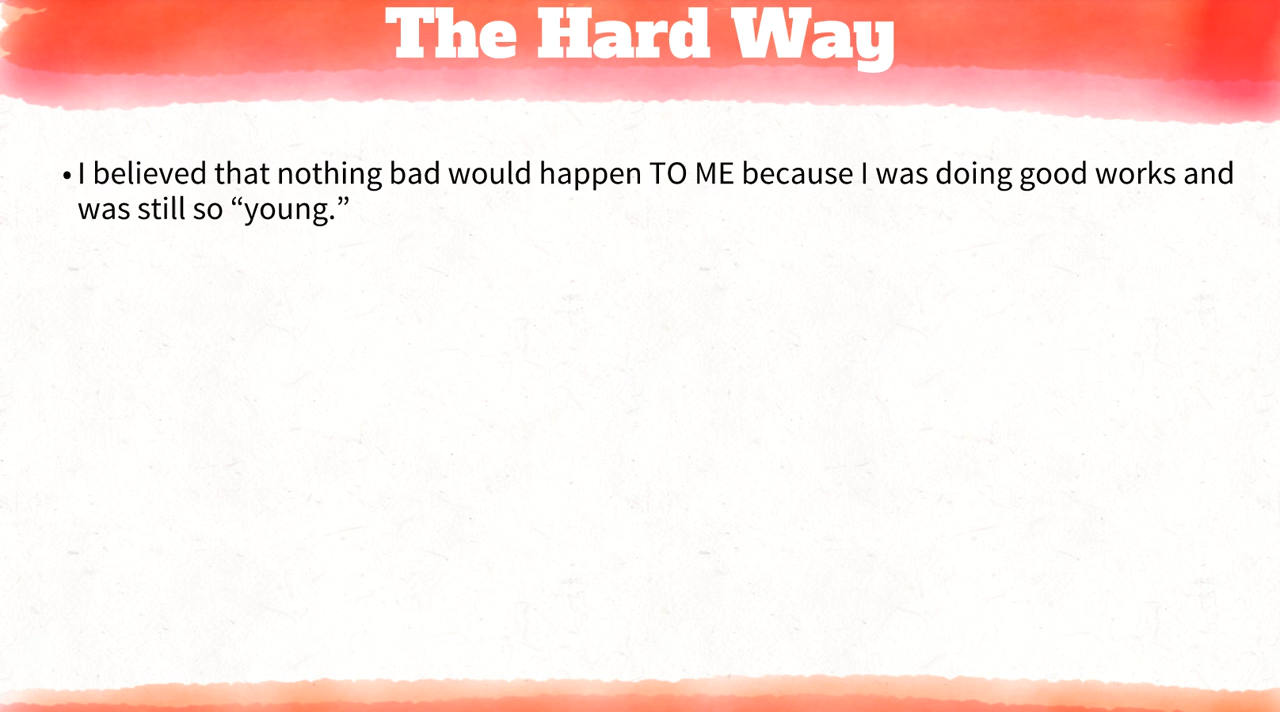 The Hard Way
• I believed that nothing bad would happen TO ME because I was doing good works and
was still so “young.”